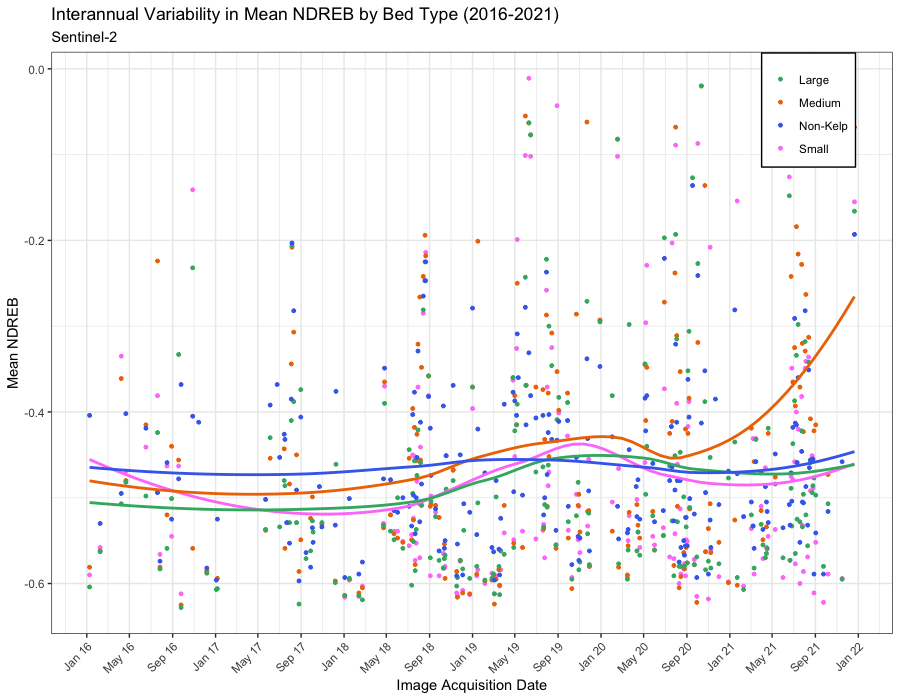 Interannual Variability in Mean NDREB by Bed Type (2016-2021)
Sentinel-2
0.0
-0.2
-0.4
-0.6
Mean NDREB
Large
Medium
Non-Kelp
Small
Jan 16
May 16
Sep 16
Jan 17
May 17
Sep 17
Jan 18
May 18
Sep 18
Jan 19
May 19
Sep 19
Jan 20
May 20
Sep 20
Jan 21
May 21
Sep 21
Jan 22
Image Acquisition Date